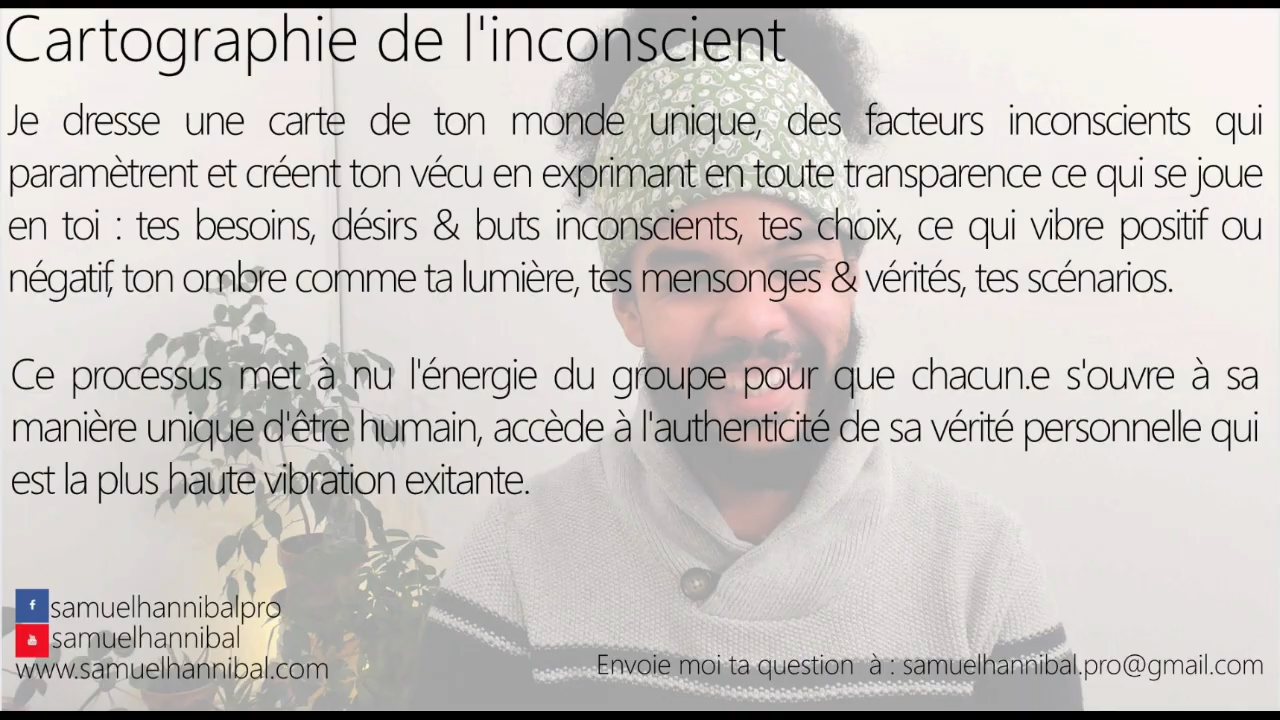 Cartographie de l'inconscient
Je dresse une carte de ton monde unique, des facteurs inconscients qui
paramètrent et créent ton vécu en exprimant en toute transparence ce qui se joue
en toi : tes besoins, désirs & buts inconscients, tes choix, ce qui vibre positif ou
négatif, ton ombre comme ta lumière, tes mensonges & vérités, tes scénarios.
Ce processus met à nu l'énergie du groupe pour que chacun.e s'ouvre à sa
manière unique d'être humain, accède à l'authenticité de sa vérité personnelle qui
est la plus haute vibration exitante.
samuelhannibalpro
samuelhannibal
www.samuelhannibal.com
Envoie moi ta question à : samuelhannibal.pro@gmail.com